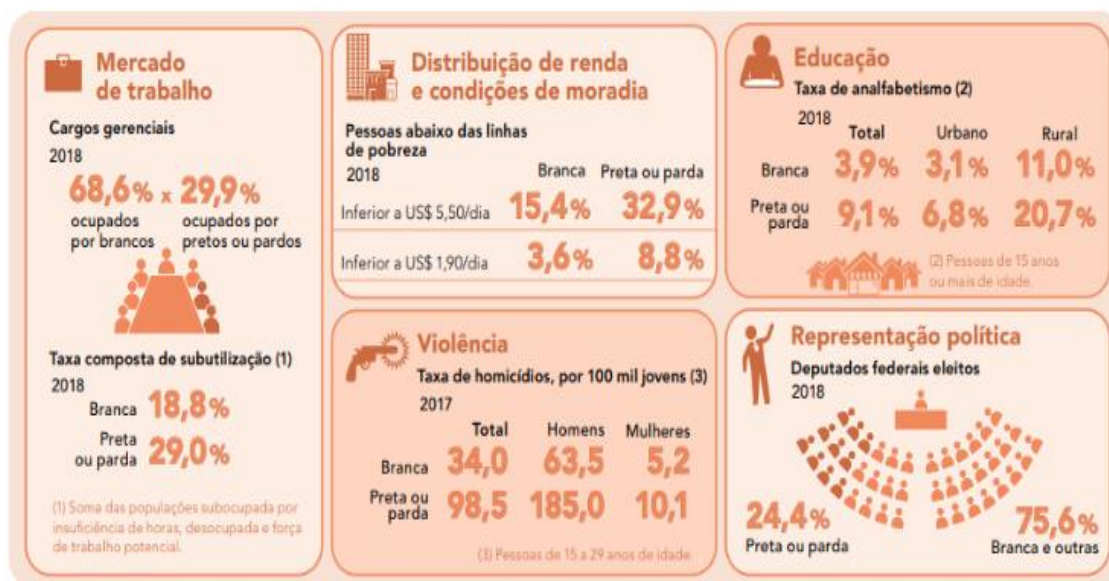 Mercado
de trabalho
Cargos gerenciais
2018
68,6% x 29,9%
ocupados por brancos
ocupados por pretos ou pardos
Taxa composta de subutilização (1)
2018
Branca 18,8%
Preta
ou parda 29,0%
(1) Soma das populações subocupada por
insuficiência de horas, desocupada e força
de trabalho potencial.
Distribuição de renda
e condições de moradia
Pessoas abaixo das linhas
de pobreza
2018
Branca Preta ou parda
Inferior a US$ 5,50/dia 15,4% 32,9%
Inferior a US$ 1,90/dia 3,6% 8,8%
Educação
Taxa de analfabetismo (2)
2018
Total Urbano Rural
Branca 3,9% 3,1% 11,0%
Preta ou
parda 9,1% 6,8% 20,7%
(2) Pessoas de 15 anos
ou mais de idade.
Violência
Taxa de homicídios, por 100 mil jovens (3)
2017
Total Homens Mulheres
Branca 34,0 63,5 5,2
Preta ou
parda 98,5 185,0 10,1
(3) Pessoas de 15 a 29 anos de idade.
Representação política
Deputados federais eleitos
2018
24,4%
Preta ou parda
75,6%
Branca e outras